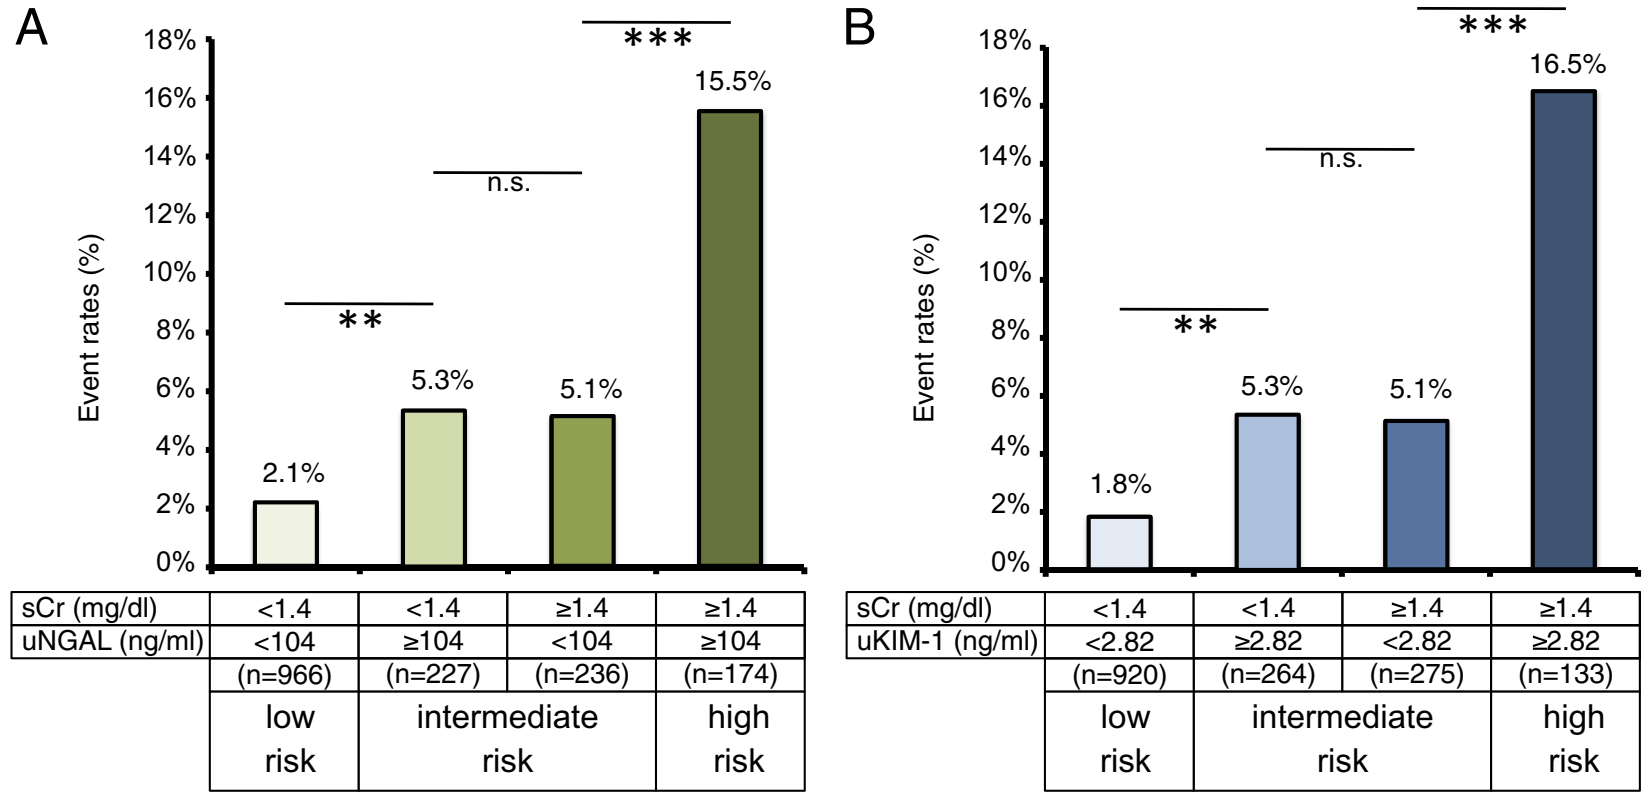 A
18%
16%
14%
12%
10%
8%
6%
4%
2%
0%
Event rates (%)
2.1%
5.3%
5.1%
15.5%
**
n.s.
***
sCr (mg/dl) <1.4 <1.4 ≥1.4 ≥1.4
uNGAL (ng/ml) <104 ≥104 <104 ≥104
(n=966) (n=227) (n=236) (n=174)
low intermediate high
risk risk risk
B
18%
16%
14%
12%
10%
8%
6%
4%
2%
0%
Event rates (%)
1.8%
5.3%
5.1%
16.5%
**
n.s.
***
sCr (mg/dl) <1.4 <1.4 ≥1.4 ≥1.4
uKIM-1 (ng/ml) <2.82 ≥2.82 <2.82 ≥2.82
(n=920) (n=264) (n=275) (n=133)
low intermediate high
risk risk risk